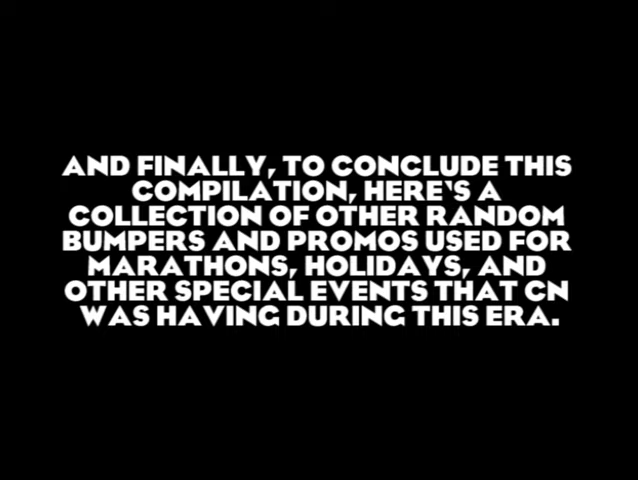 AND FINALLY, TO CONCLUDE THIS
COMPILATION, HERE'S A
COLLECTION OF OTHER RANDOM
BUMPERS AND PROMOS USED FOR
MARATHONS, HOLIDAYS, AND
OTHER SPECIAL EVENTS THAT CN
WAS HAVING DURING THIS ERA.